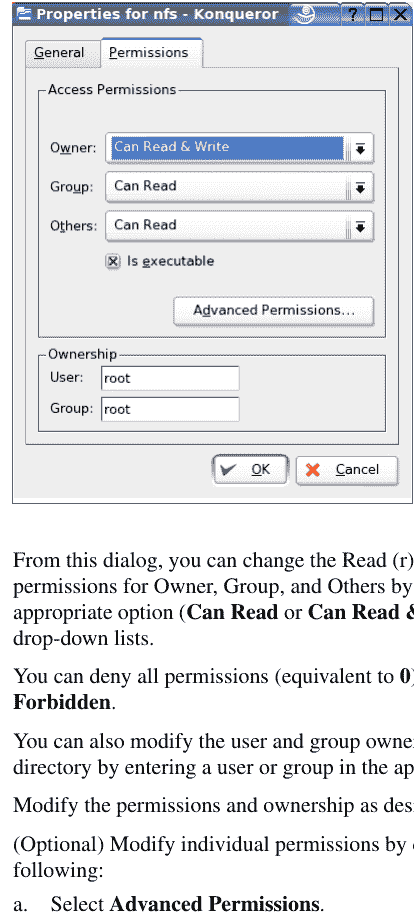 Properties for nfs - Konqueror
General Permissions
Access Permissions
Owner: Can Read & Write
Group: Can Read
Others: Can Read
Is executable
Advanced Permissions...
Ownership
User: root
Group: root
OK Cancel
From this dialog, you can change the Read (r)
permissions for Owner, Group, and Others by
appropriate option (Can Read or Can Read &
drop-down lists.
You can deny all permissions (equivalent to 0)
Forbidden.
You can also modify the user and group owner
directory by entering a user or group in the ap
Modify the permissions and ownership as desi
(Optional) Modify individual permissions by
following:
a. Select Advanced Permissions.